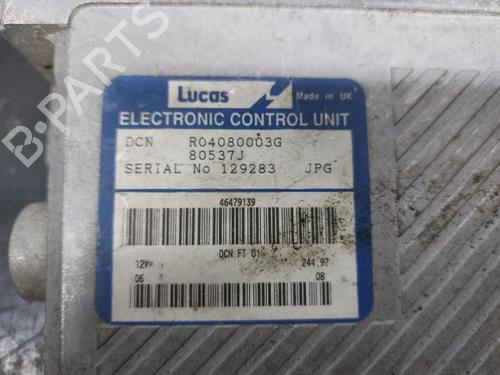 Lucas
Made in UK
ELECTRONIC CONTROL UNIT
DCN R04080003G
80537J
SERIAL No 129283 JPG
46479139
DCN FT 01
12V 244.97
06 08